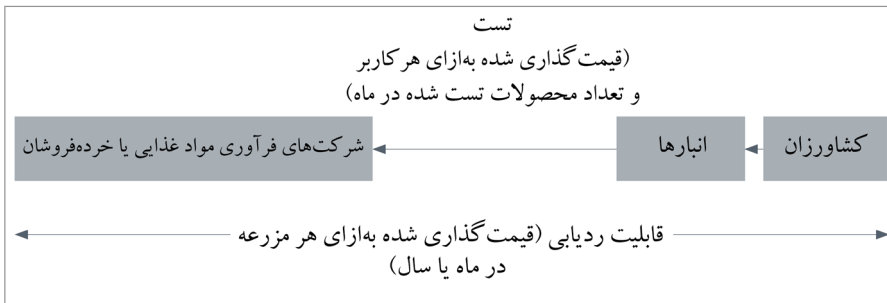 تست
(قیمت‌گذاری شده به‌ازای هر کاربر
و تعداد محصولات تست شده در ماه)
کشاورزان
انبارها
شرکت‌های فرآوری مواد غذایی یا خرده‌فروشان
قابلیت ردیابی (قیمت‌گذاری شده به‌ازای هر مزرعه
در ماه یا سال)